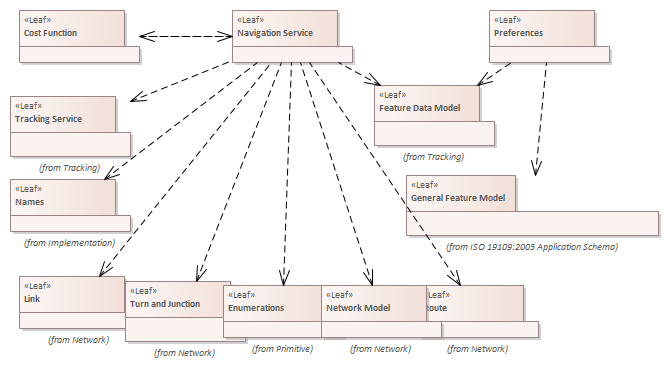 «Leaf»
Cost Function
«Leaf»
Navigation Service
«Leaf»
Preferences
«Leaf»
Tracking Service
(from Tracking)
«Leaf»
Feature Data Model
(from Tracking)
«Leaf»
Names
(from Implementation)
«Leaf»
General Feature Model
(from ISO 19109:2005 Application Schema)
«Leaf»
Link
(from Network)
«Leaf»
Turn and Junction
(from Network)
«Leaf»
Enumerations
(from Primitive)
«Leaf»
Network Model
(from Network)
«Leaf»
oute
(from Network)